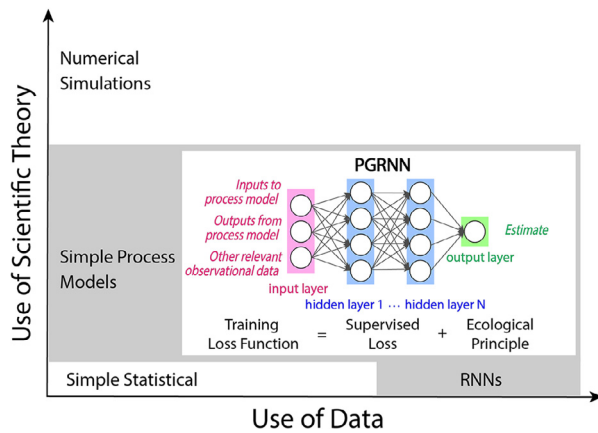 Use of Scientific Theory
Numerical
Simulations
Simple Process
Models
PGRNN
Inputs to
process model
Outputs from
process model
Other relevant
observational data
input layer
hidden layer 1 ... hidden layer N
output layer
Estimate
Training
Loss Function
=
Supervised
Loss
+
Ecological
Principle
Simple Statistical
RNNs
Use of Data